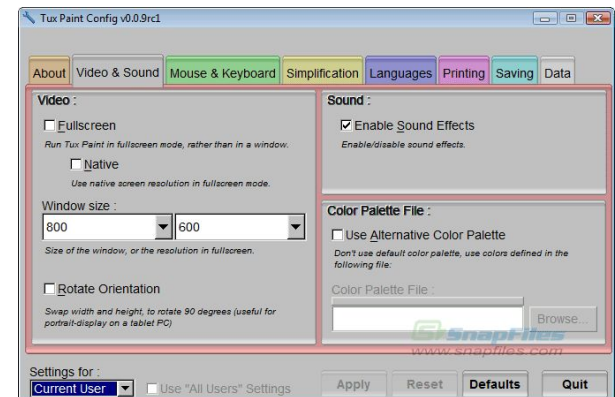 Tux Paint Config v0.0.9rc1
About Video & Sound Mouse & Keyboard Simplification Languages Printing Saving Data
Video :
Fullscreen
Run Tux Paint in fullscreen mode, rather than in a window.
Native
Use native screen resolution in fullscreen mode.
Window size :
800 600
Size of the window, or the resolution in fullscreen.
Rotate Orientation
Swap width and height, to rotate 90 degrees (useful for
portrait-display on a tablet PC)
Sound :
Enable Sound Effects
Enable/disable sound effects.
Color Palette File :
Use Alternative Color Palette
Don't use default color palette, use colors defined in the
following file:
Color Palette File :
Browse...
SnapFiles
www.snapfiles.com
Settings for :
Current User Use "All Users" Settings Apply Reset Defaults Quit